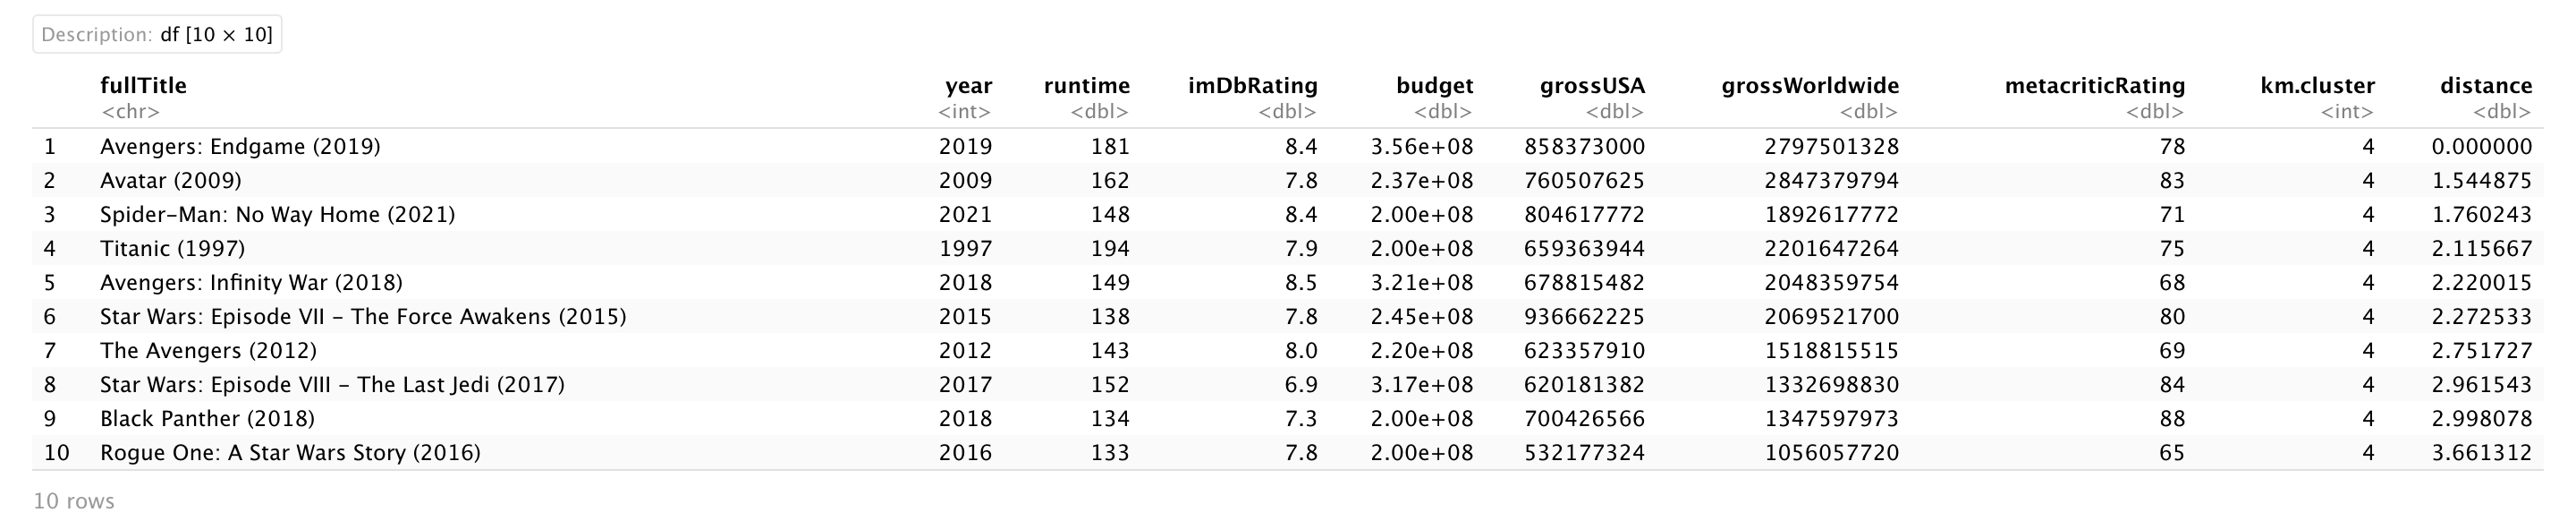 Description: df [10 × 10]
fullTitle year runtime imDbRating budget grossUSA grossWorldwide metacriticRating km.cluster distance
<chr> <int> <dbl> <dbl> <dbl> <dbl> <dbl> <dbl> <int> <dbl>
1 Avengers: Endgame (2019) 2019 181 8.4 3.56e+08 858373000 2797501328 78 4 0.000000
2 Avatar (2009) 2009 162 7.8 2.37e+08 760507625 2847379794 83 4 1.544875
3 Spider-Man: No Way Home (2021) 2021 148 8.4 2.00e+08 804617772 1892617772 71 4 1.760243
4 Titanic (1997) 1997 194 7.9 2.00e+08 659363944 2201647264 75 4 2.115667
5 Avengers: Infinity War (2018) 2018 149 8.5 3.21e+08 678815482 2048359754 68 4 2.220015
6 Star Wars: Episode VII - The Force Awakens (2015) 2015 138 7.8 2.45e+08 936662225 2069521700 80 4 2.272533
7 The Avengers (2012) 2012 143 8.0 2.20e+08 623357910 1518815515 69 4 2.751727
8 Star Wars: Episode VIII - The Last Jedi (2017) 2017 152 6.9 3.17e+08 620181382 1332698830 84 4 2.961543
9 Black Panther (2018) 2018 134 7.3 2.00e+08 700426566 1347597973 88 4 2.998078
10 Rogue One: A Star Wars Story (2016) 2016 133 7.8 2.00e+08 532177324 1056057720 65 4 3.661312
10 rows